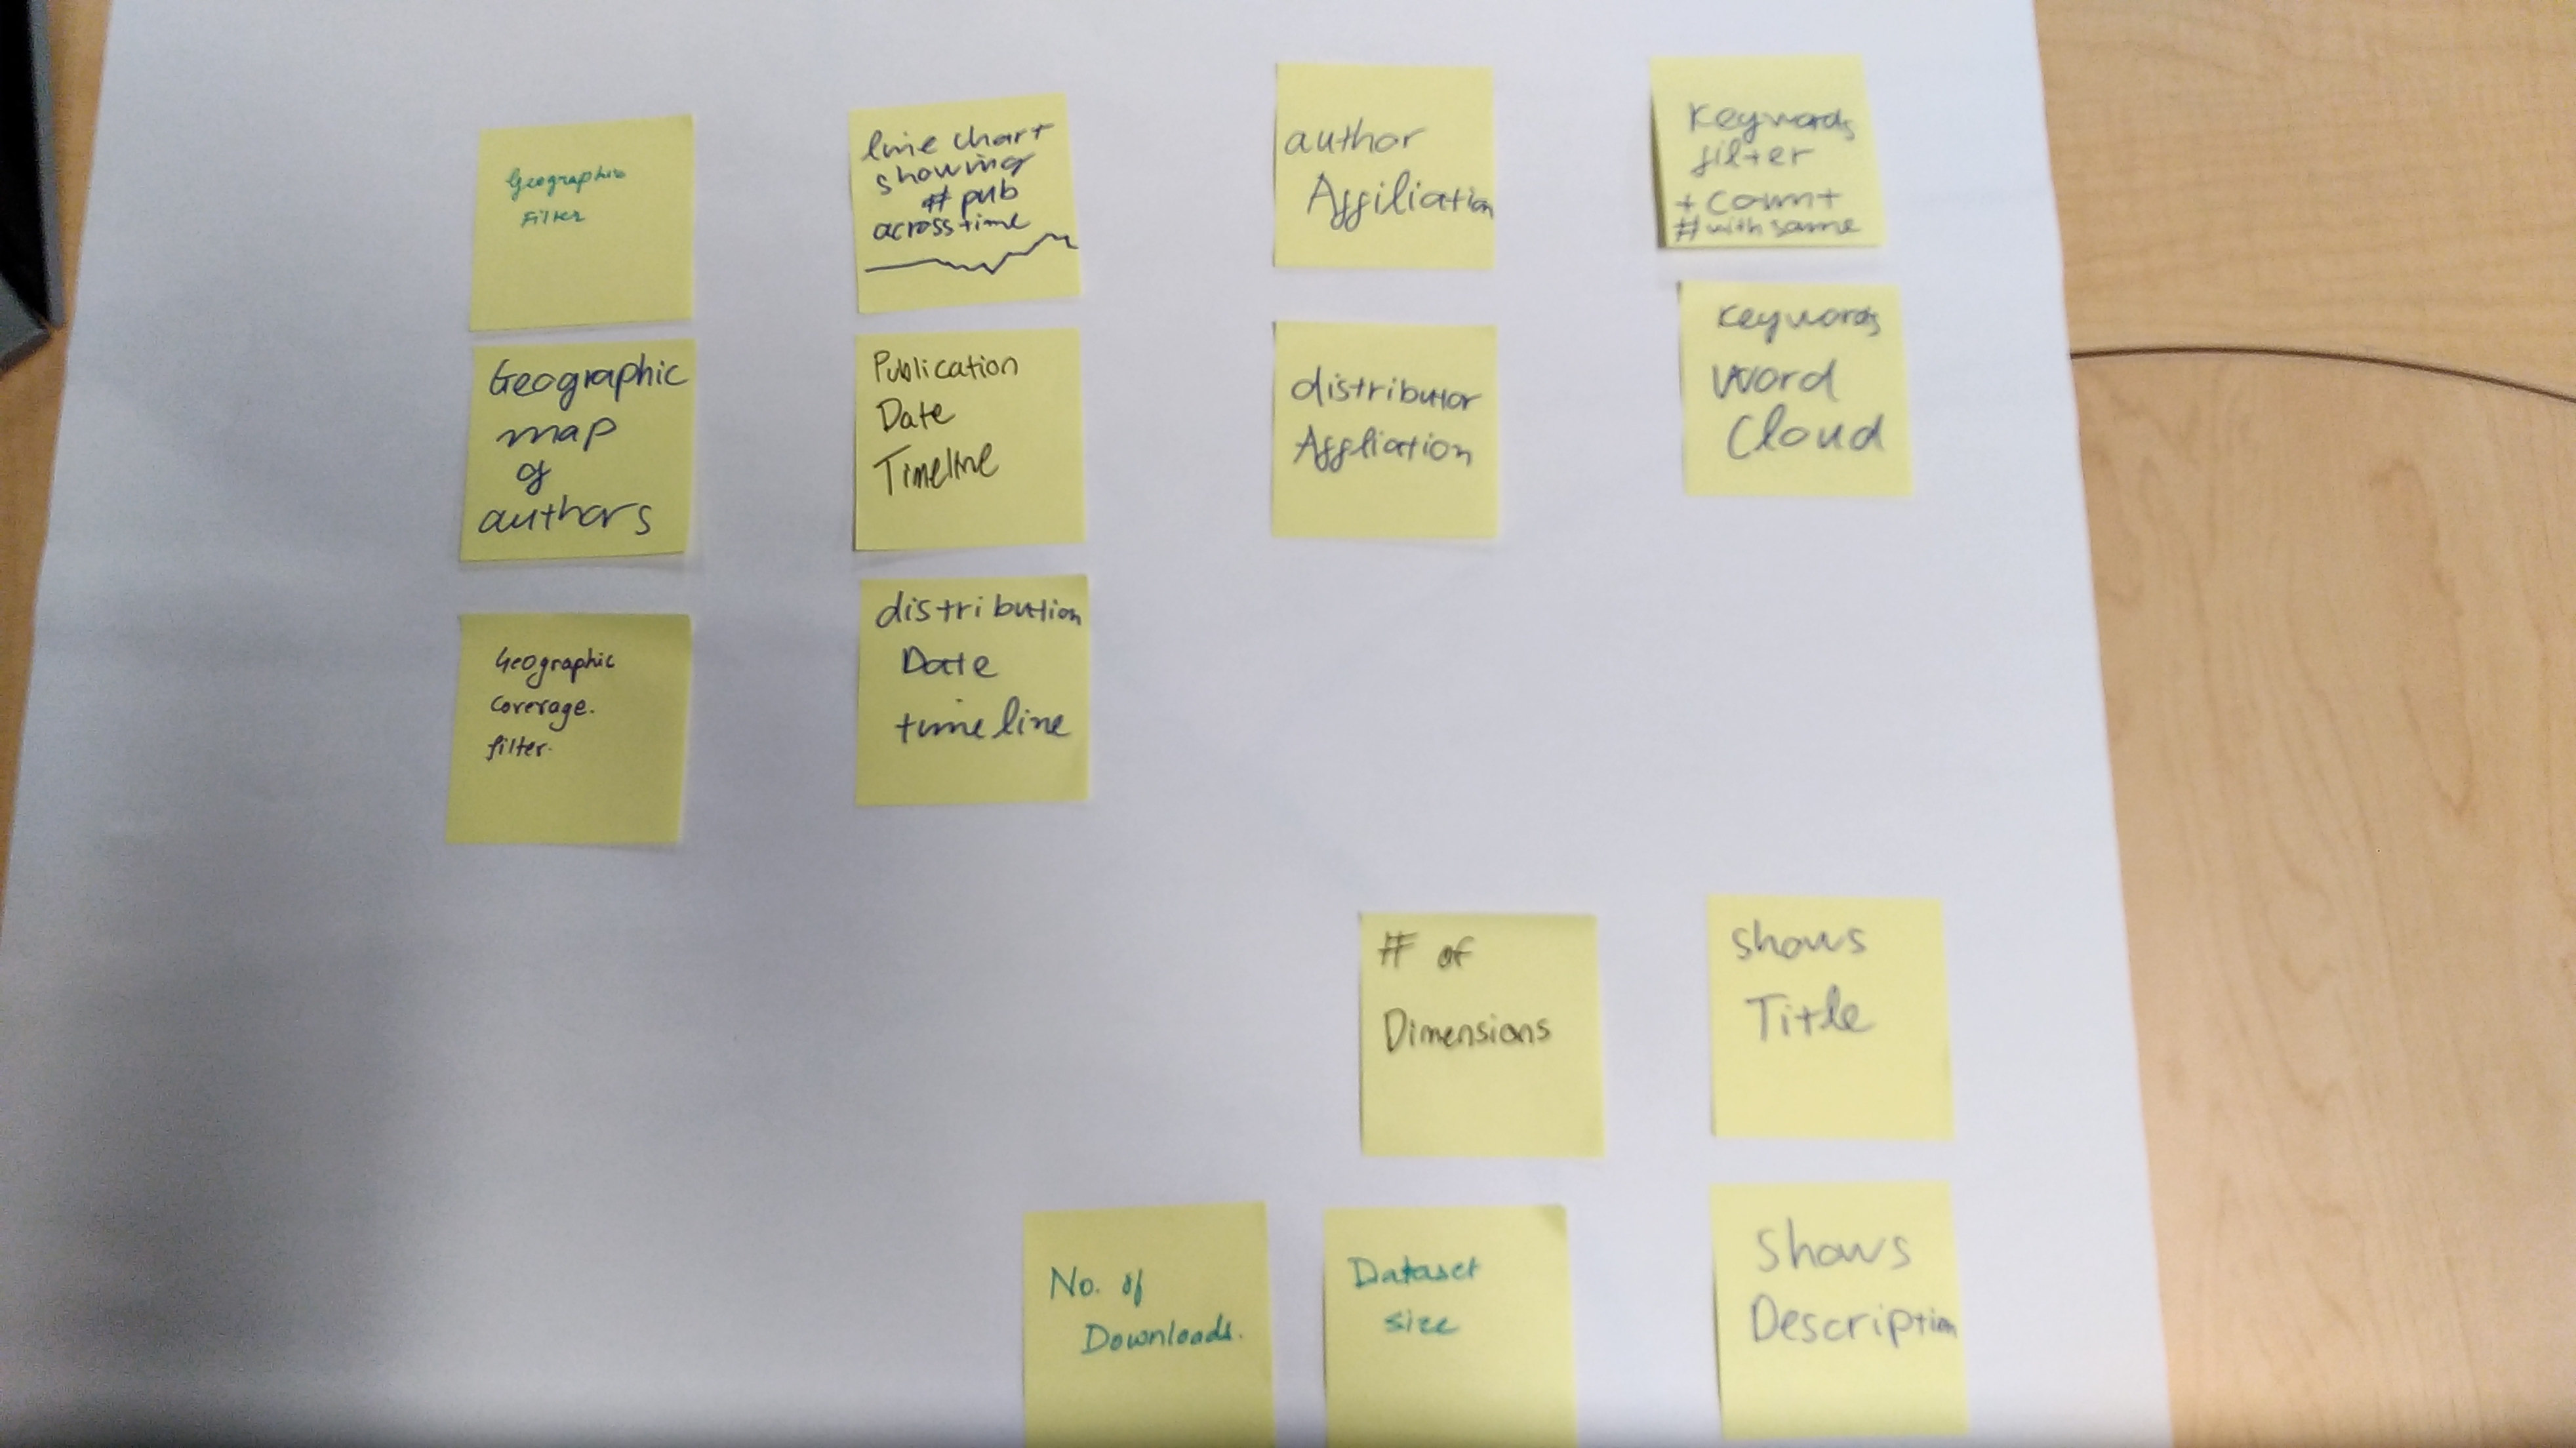 Geographic
Filter
Geographic
map
of
authors
Geographic
coverage.
filter.
line chart
showing
# pub
across time
Publication
Date
Timeline
distribution
Date
timeline
author
Affiliation
distributor
Affliation
Keywords
filter
+ count
# with same
Keywords
Word
Cloud
# of
Dimensions
shows
Title
No. of
Downloads.
Dataset
size
Shows
Description